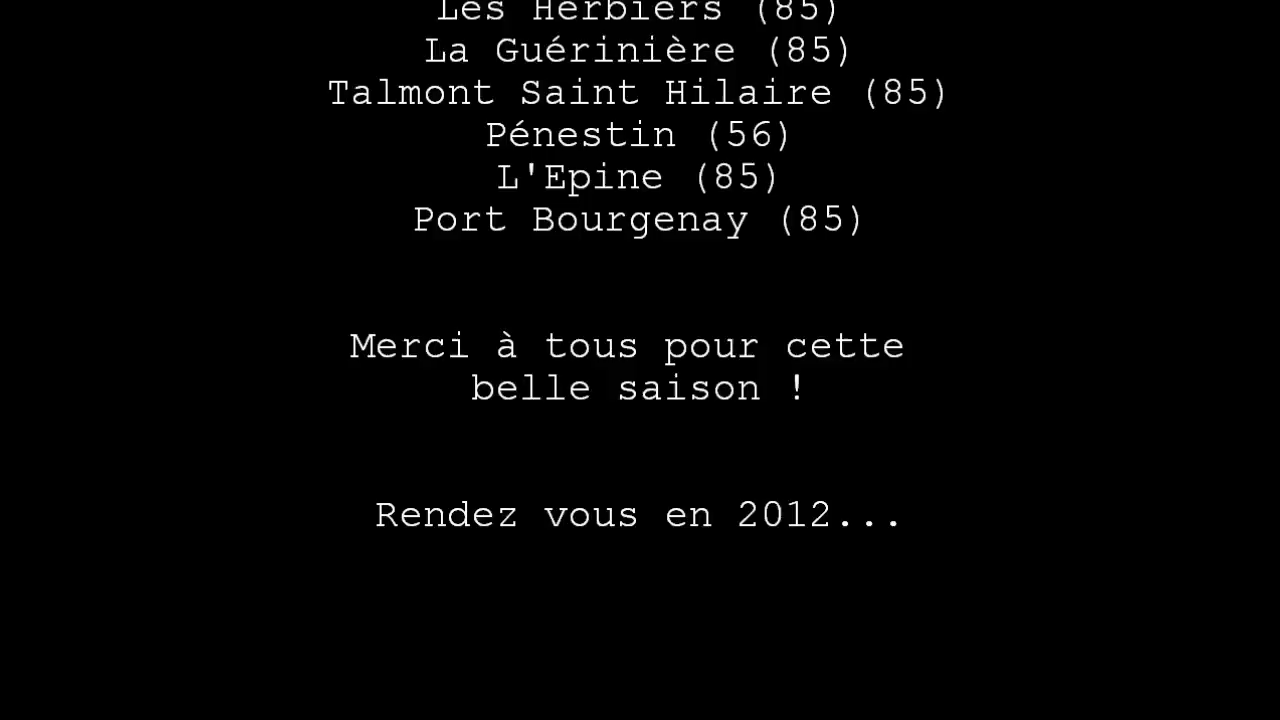 Les Herbiers (85)
La Guérinière (85)
Talmont Saint Hilaire (85)
Pénestin (56)
L'Epine (85)
Port Bourgenay (85)
Merci à tous pour cette
belle saison !
Rendez vous en 2012...